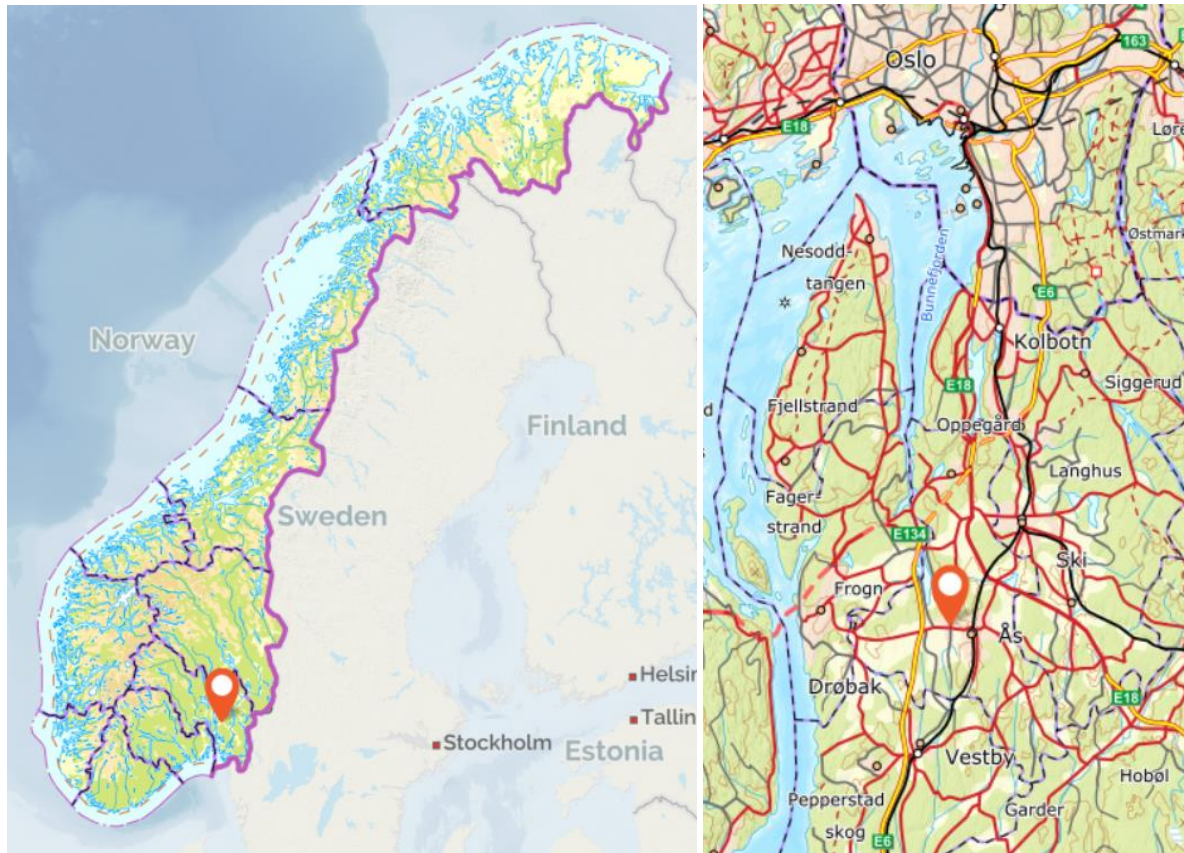 Norway
Finland
Sweden
Helsin
Tallin
Stockholm
Estonia
163
Oslo
E18
Løre
Nesodd-
tangen
Bunnefjorden
Østmark
E6
Kolbotn
E18
Siggerud
Fjellstrand
Oppegård
Langhus
Fager-
strand
E134
Ski
Frogn
Ås
Drøbak
E18
Vestby
Hobøl
Pepperstad
skog
Garder
E6